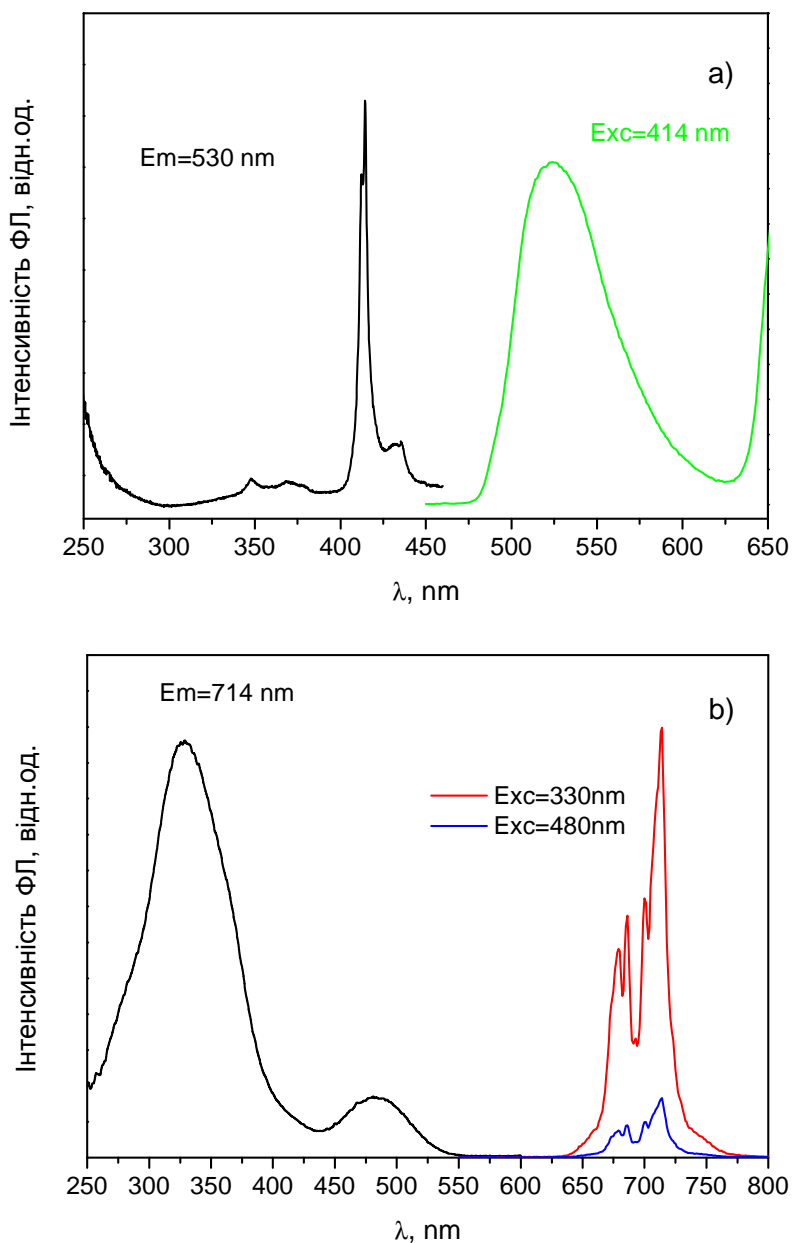 a)
Em=530 nm
Exc=414 nm
Інтенсивність ФЛ, відн.од.
250 300 350 400 450 500 550 600 650
λ, nm
b)
Em=714 nm
Exc=330nm
Exc=480nm
Інтенсивність ФЛ, відн.од.
250 300 350 400 450 500 550 600 650 700 750 800
λ, nm